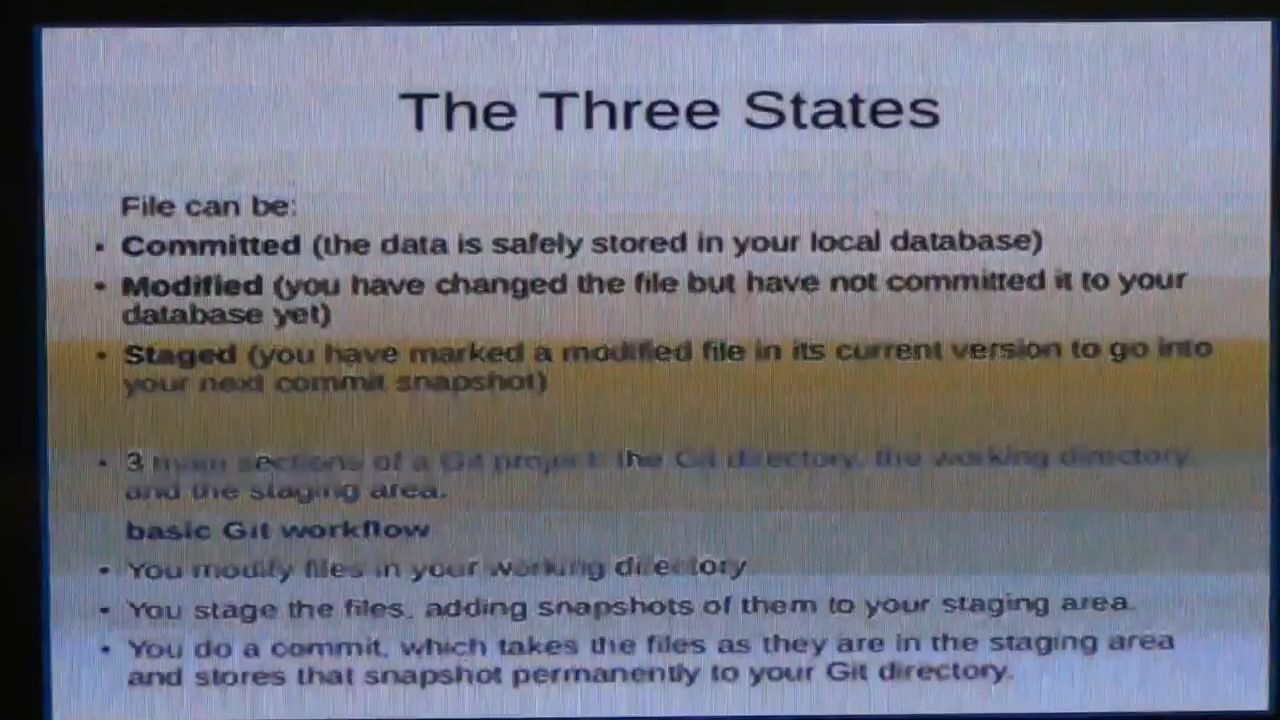 The Three States
File can be:
• Committed (the data is safely stored in your local database)
• Modified (you have changed the file but have not committed it to your
database yet)
• Staged (you have marked a modified file in its current version to go into
your next commit snapshot)
• 3 main sections of a Git project: the Git directory, the working directory,
and the staging area.
basic Git workflow
• You modify files in your working directory
• You stage the files, adding snapshots of them to your staging area.
• You do a commit, which takes the files as they are in the staging area
and stores that snapshot permanently to your Git directory.